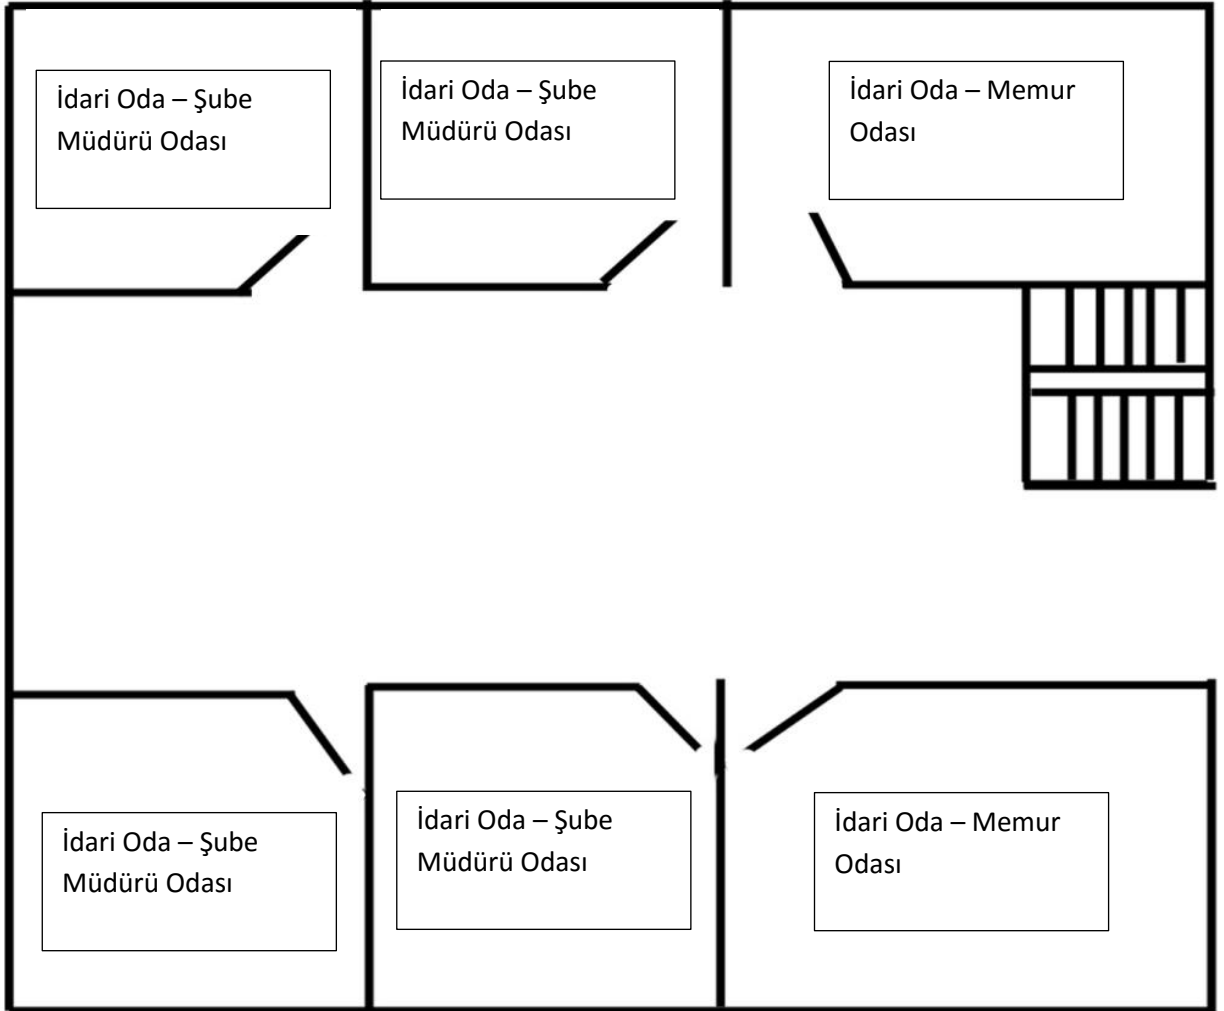 İdari Oda – Şube
Müdürü Odası
İdari Oda – Şube
Müdürü Odası
İdari Oda – Memur
Odası
İdari Oda – Şube
Müdürü Odası
İdari Oda – Şube
Müdürü Odası
İdari Oda – Memur
Odası